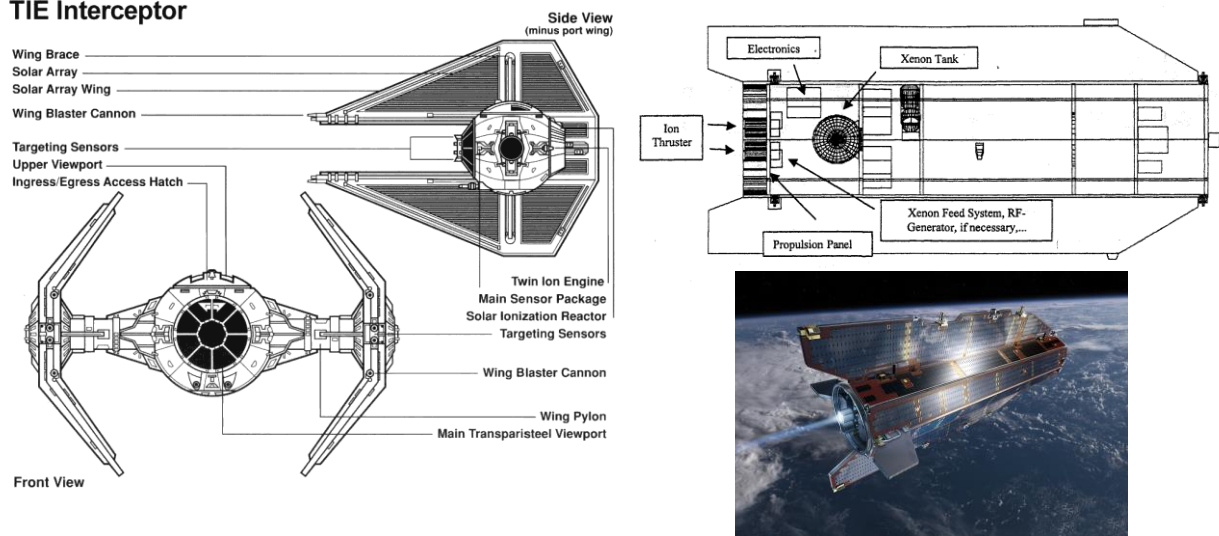 TIE Interceptor
Side View
(minus port wing)
Wing Brace
Solar Array
Solar Array Wing
Wing Blaster Cannon
Targeting Sensors
Upper Viewport
Ingress/Egress Access Hatch
Twin Ion Engine
Main Sensor Package
Solar Ionization Reactor
Targeting Sensors
Wing Blaster Cannon
Wing Pylon
Main Transparisteel Viewport
Front View
Electronics
Xenon Tank
Ion
Thruster
Xenon Feed System, RF-
Generator, if necessary,...
Propulsion Panel